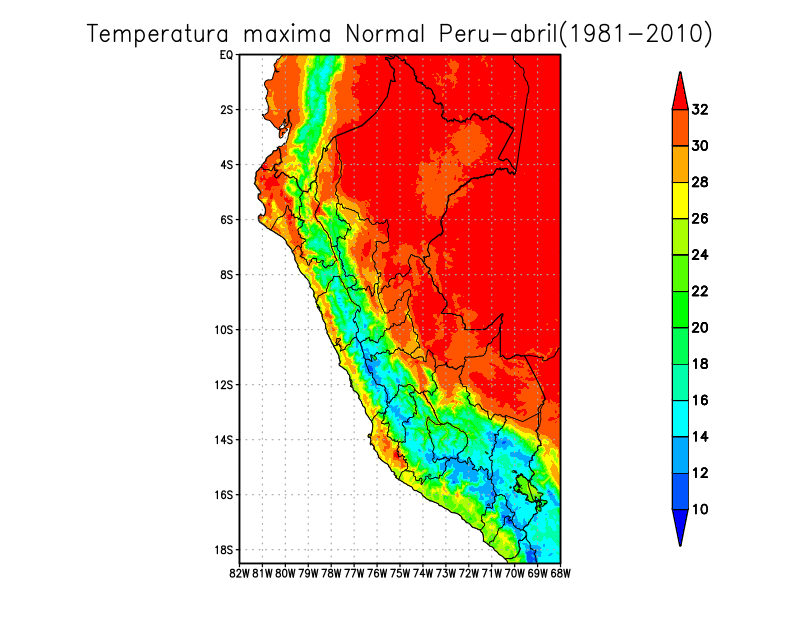 Temperatura maxima Normal Peru-abril(1981-2010)
EQ
2S
4S
6S
8S
10S
12S
14S
16S
18S
82W 81W 80W 79W 78W 77W 76W 75W 74W 73W 72W 71W 70W 69W 68W
32
30
28
26
24
22
20
18
16
14
12
10